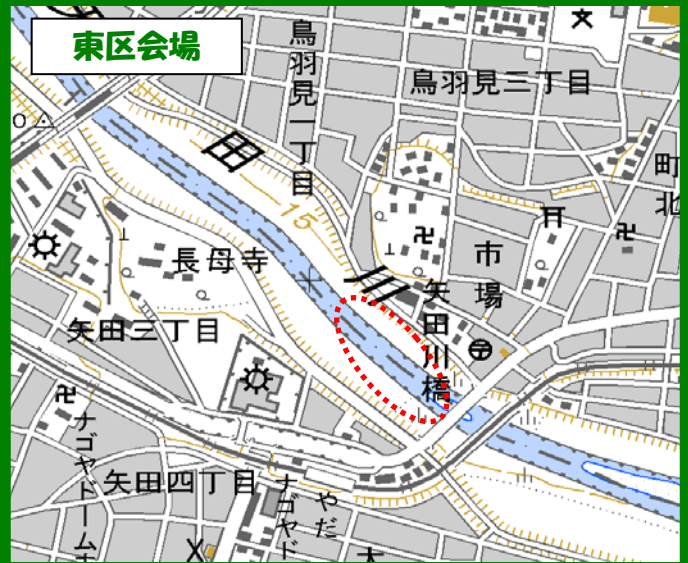 東区会場
鳥羽見一丁目
鳥羽見三丁目
町北
田
15
長母寺
川
市場
矢田川橋
矢田三丁目
矢田四丁目
ナゴヤドーム
ナゴヤド
やだ